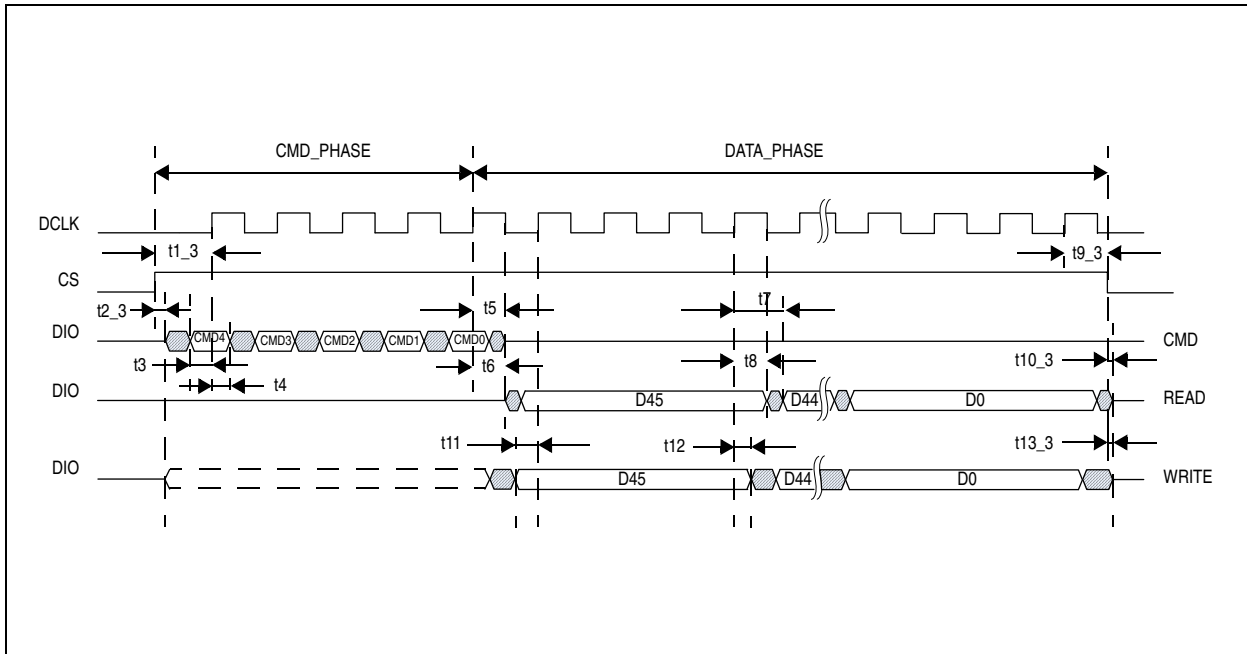 CMD_PHASE DATA_PHASE
DCLK
t1_3 t9_3
CS
t2_3 t5 t7
DIO CMD4 CMD3 CMD2 CMD1 CMD0 CMD
t3 t6 t8 t10_3
t4
DIO D45 D44 D0 READ
t11 t12 t13_3
DIO D45 D44 D0 WRITE